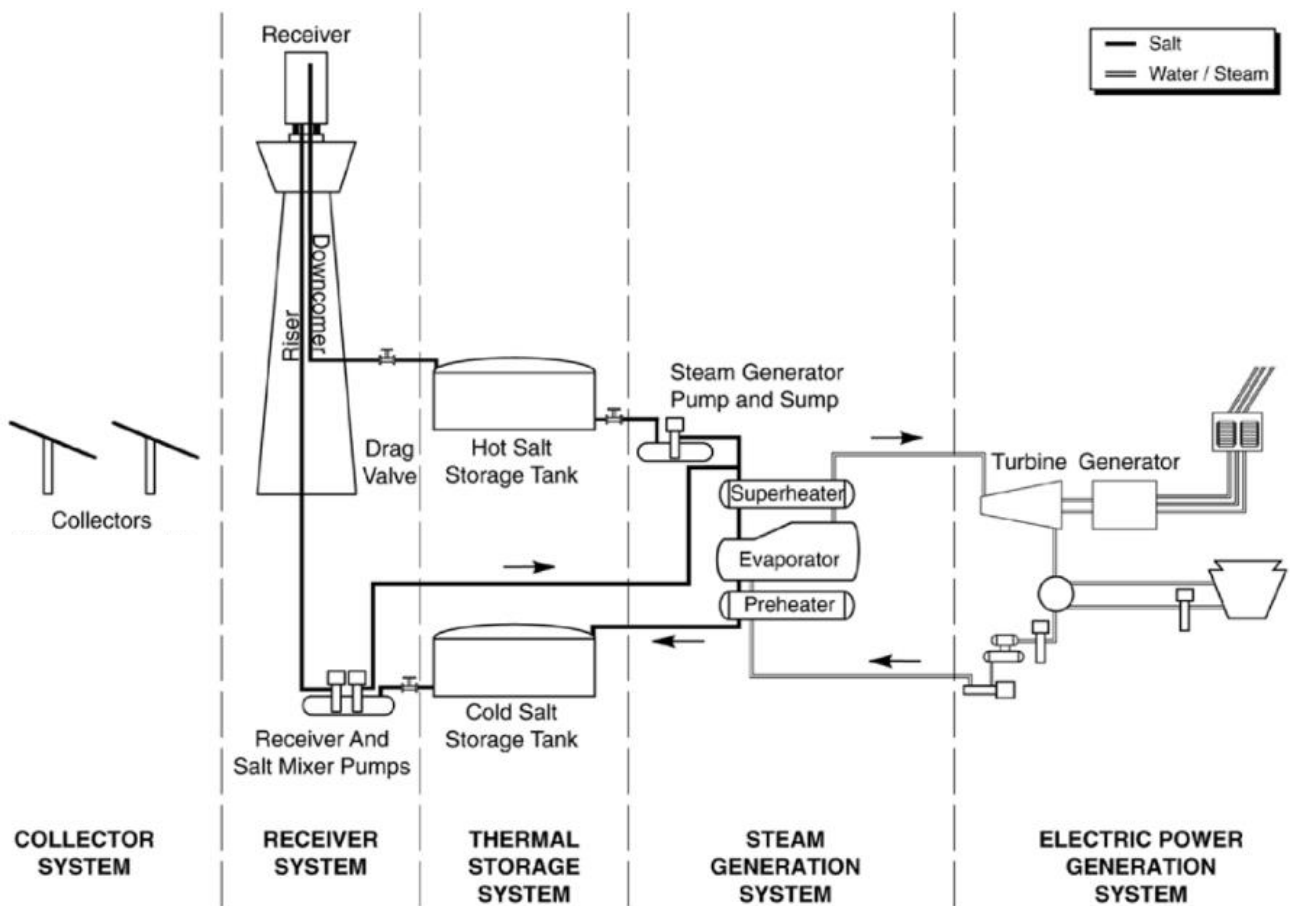 Receiver
Salt
Water / Steam
Downcomer
Riser
Drag
Valve
Hot Salt
Storage Tank
Steam Generator
Pump and Sump
Superheater
Evaporator
Preheater
Turbine Generator
Collectors
Cold Salt
Storage Tank
Receiver And
Salt Mixer Pumps
COLLECTOR
SYSTEM
RECEIVER
SYSTEM
THERMAL
STORAGE
SYSTEM
STEAM
GENERATION
SYSTEM
ELECTRIC POWER
GENERATION
SYSTEM